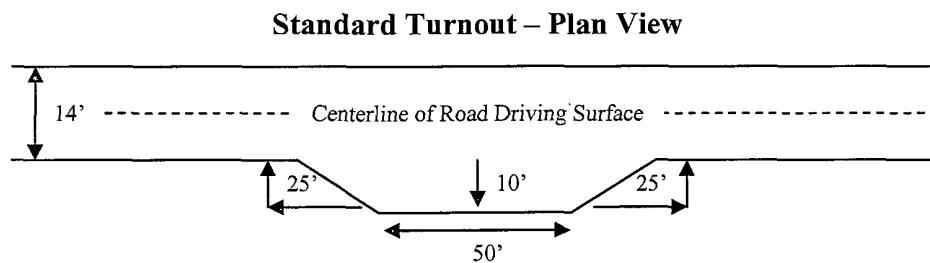 Standard Turnout – Plan View
14’
Centerline of Road Driving Surface
25’
10’
25’
50’